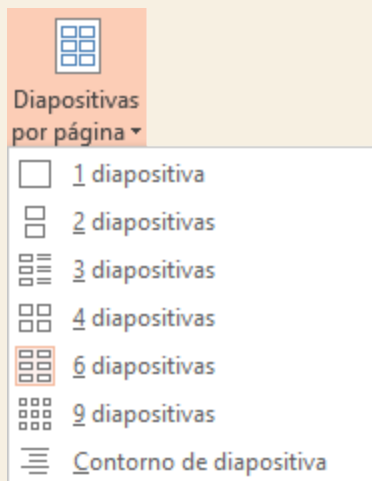 Diapositivas
por página
1 diapositiva
2 diapositivas
3 diapositivas
4 diapositivas
6 diapositivas
9 diapositivas
Contorno de diapositiva